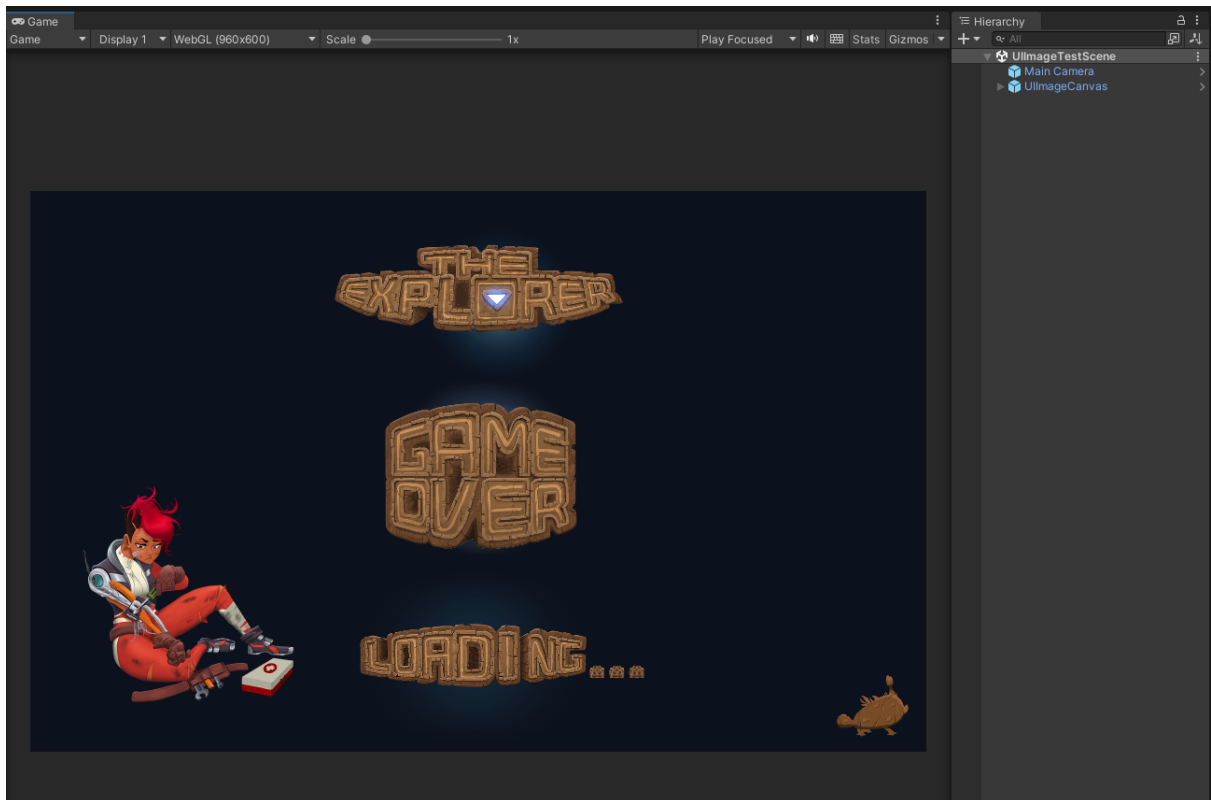 Game
Game Display 1 WebGL (960x600) Scale 1x Play Focused Stats Gizmos
THE
EXPLORER
GAME
OVER
LOADING...
Hierarchy
All
UIImageTestScene
Main Camera
UIImageCanvas